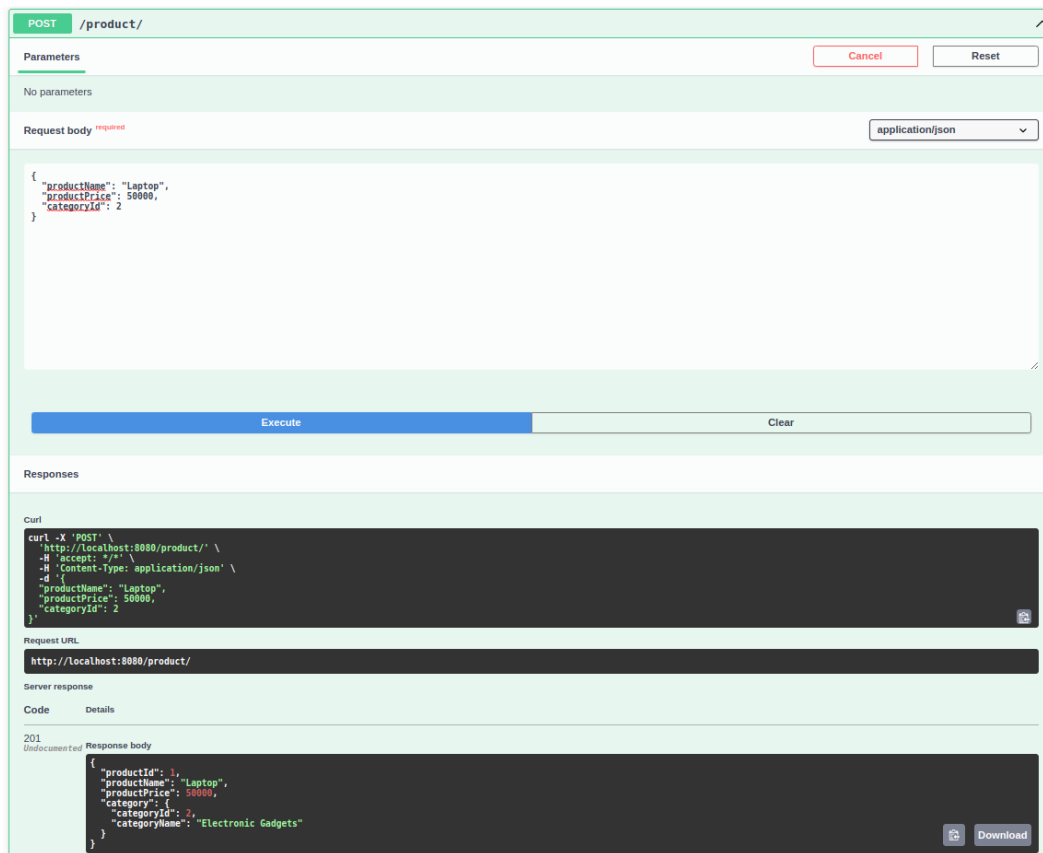 POST /product/
Parameters
Cancel
Reset
No parameters
Request body required
application/json
{
  "productName": "Laptop",
  "productPrice": 50000,
  "categoryId": 2
}
Execute
Clear
Responses
Curl
curl -X 'POST' \
  'http://localhost:8080/product/' \
  -H 'accept: */*' \
  -H 'Content-Type: application/json' \
  -d '{
  "productName": "Laptop",
  "productPrice": 50000,
  "categoryId": 2
}'
Request URL
http://localhost:8080/product/
Server response
Code Details
201
Undocumented
Response body
{
  "productId": 1,
  "productName": "Laptop",
  "productPrice": 50000,
  "category": {
    "categoryId": 2,
    "categoryName": "Electronic Gadgets"
  }
}
Download